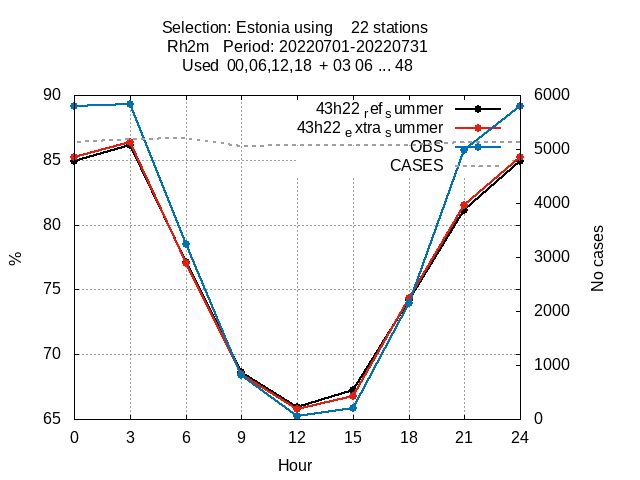 Selection: Estonia using 22 stations
Rh2m Period: 20220701-20220731
Used 00,06,12,18 + 03 06 ... 48
90 6000
43h22 ref summer
43h22 extra summer
OBS
CASES
85 5000
80 4000
75 3000
2000
70 1000
65 0
%
No cases
0 3 6 9 12 15 18 21 24
Hour